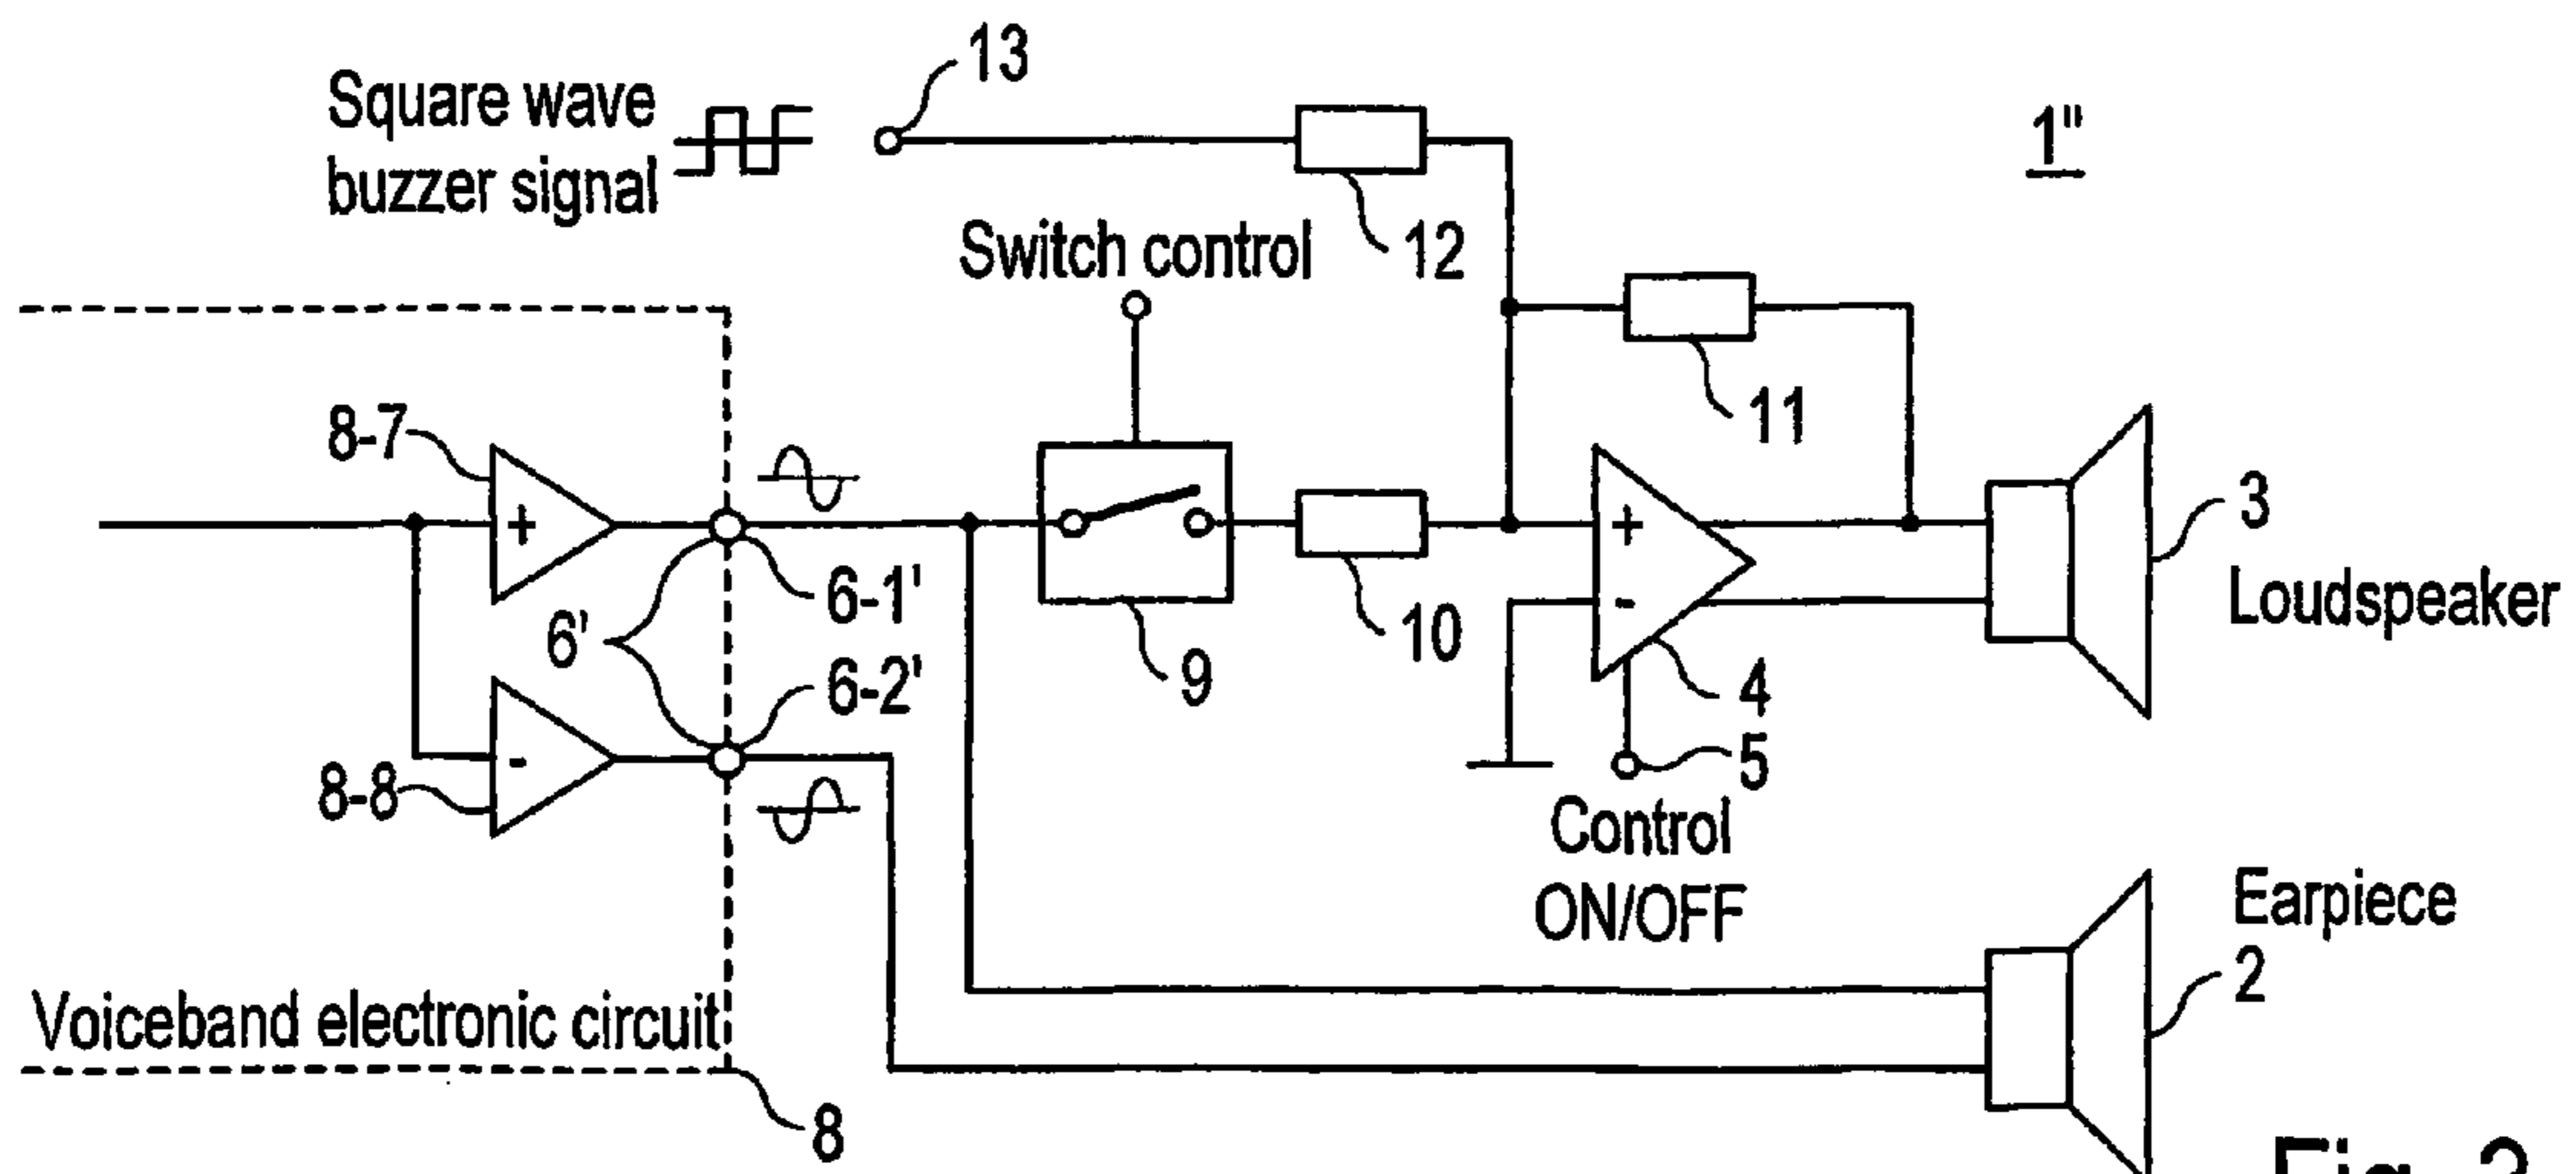 13
Square wave
buzzer signal
1"
12
Switch control
11
8-7
+
+
3
Loudspeaker
6-1'
6'
10
-
9
6-2'
4
-
5
8-8
Control
ON/OFF
Earpiece
2
Voiceband electronic circuit
8